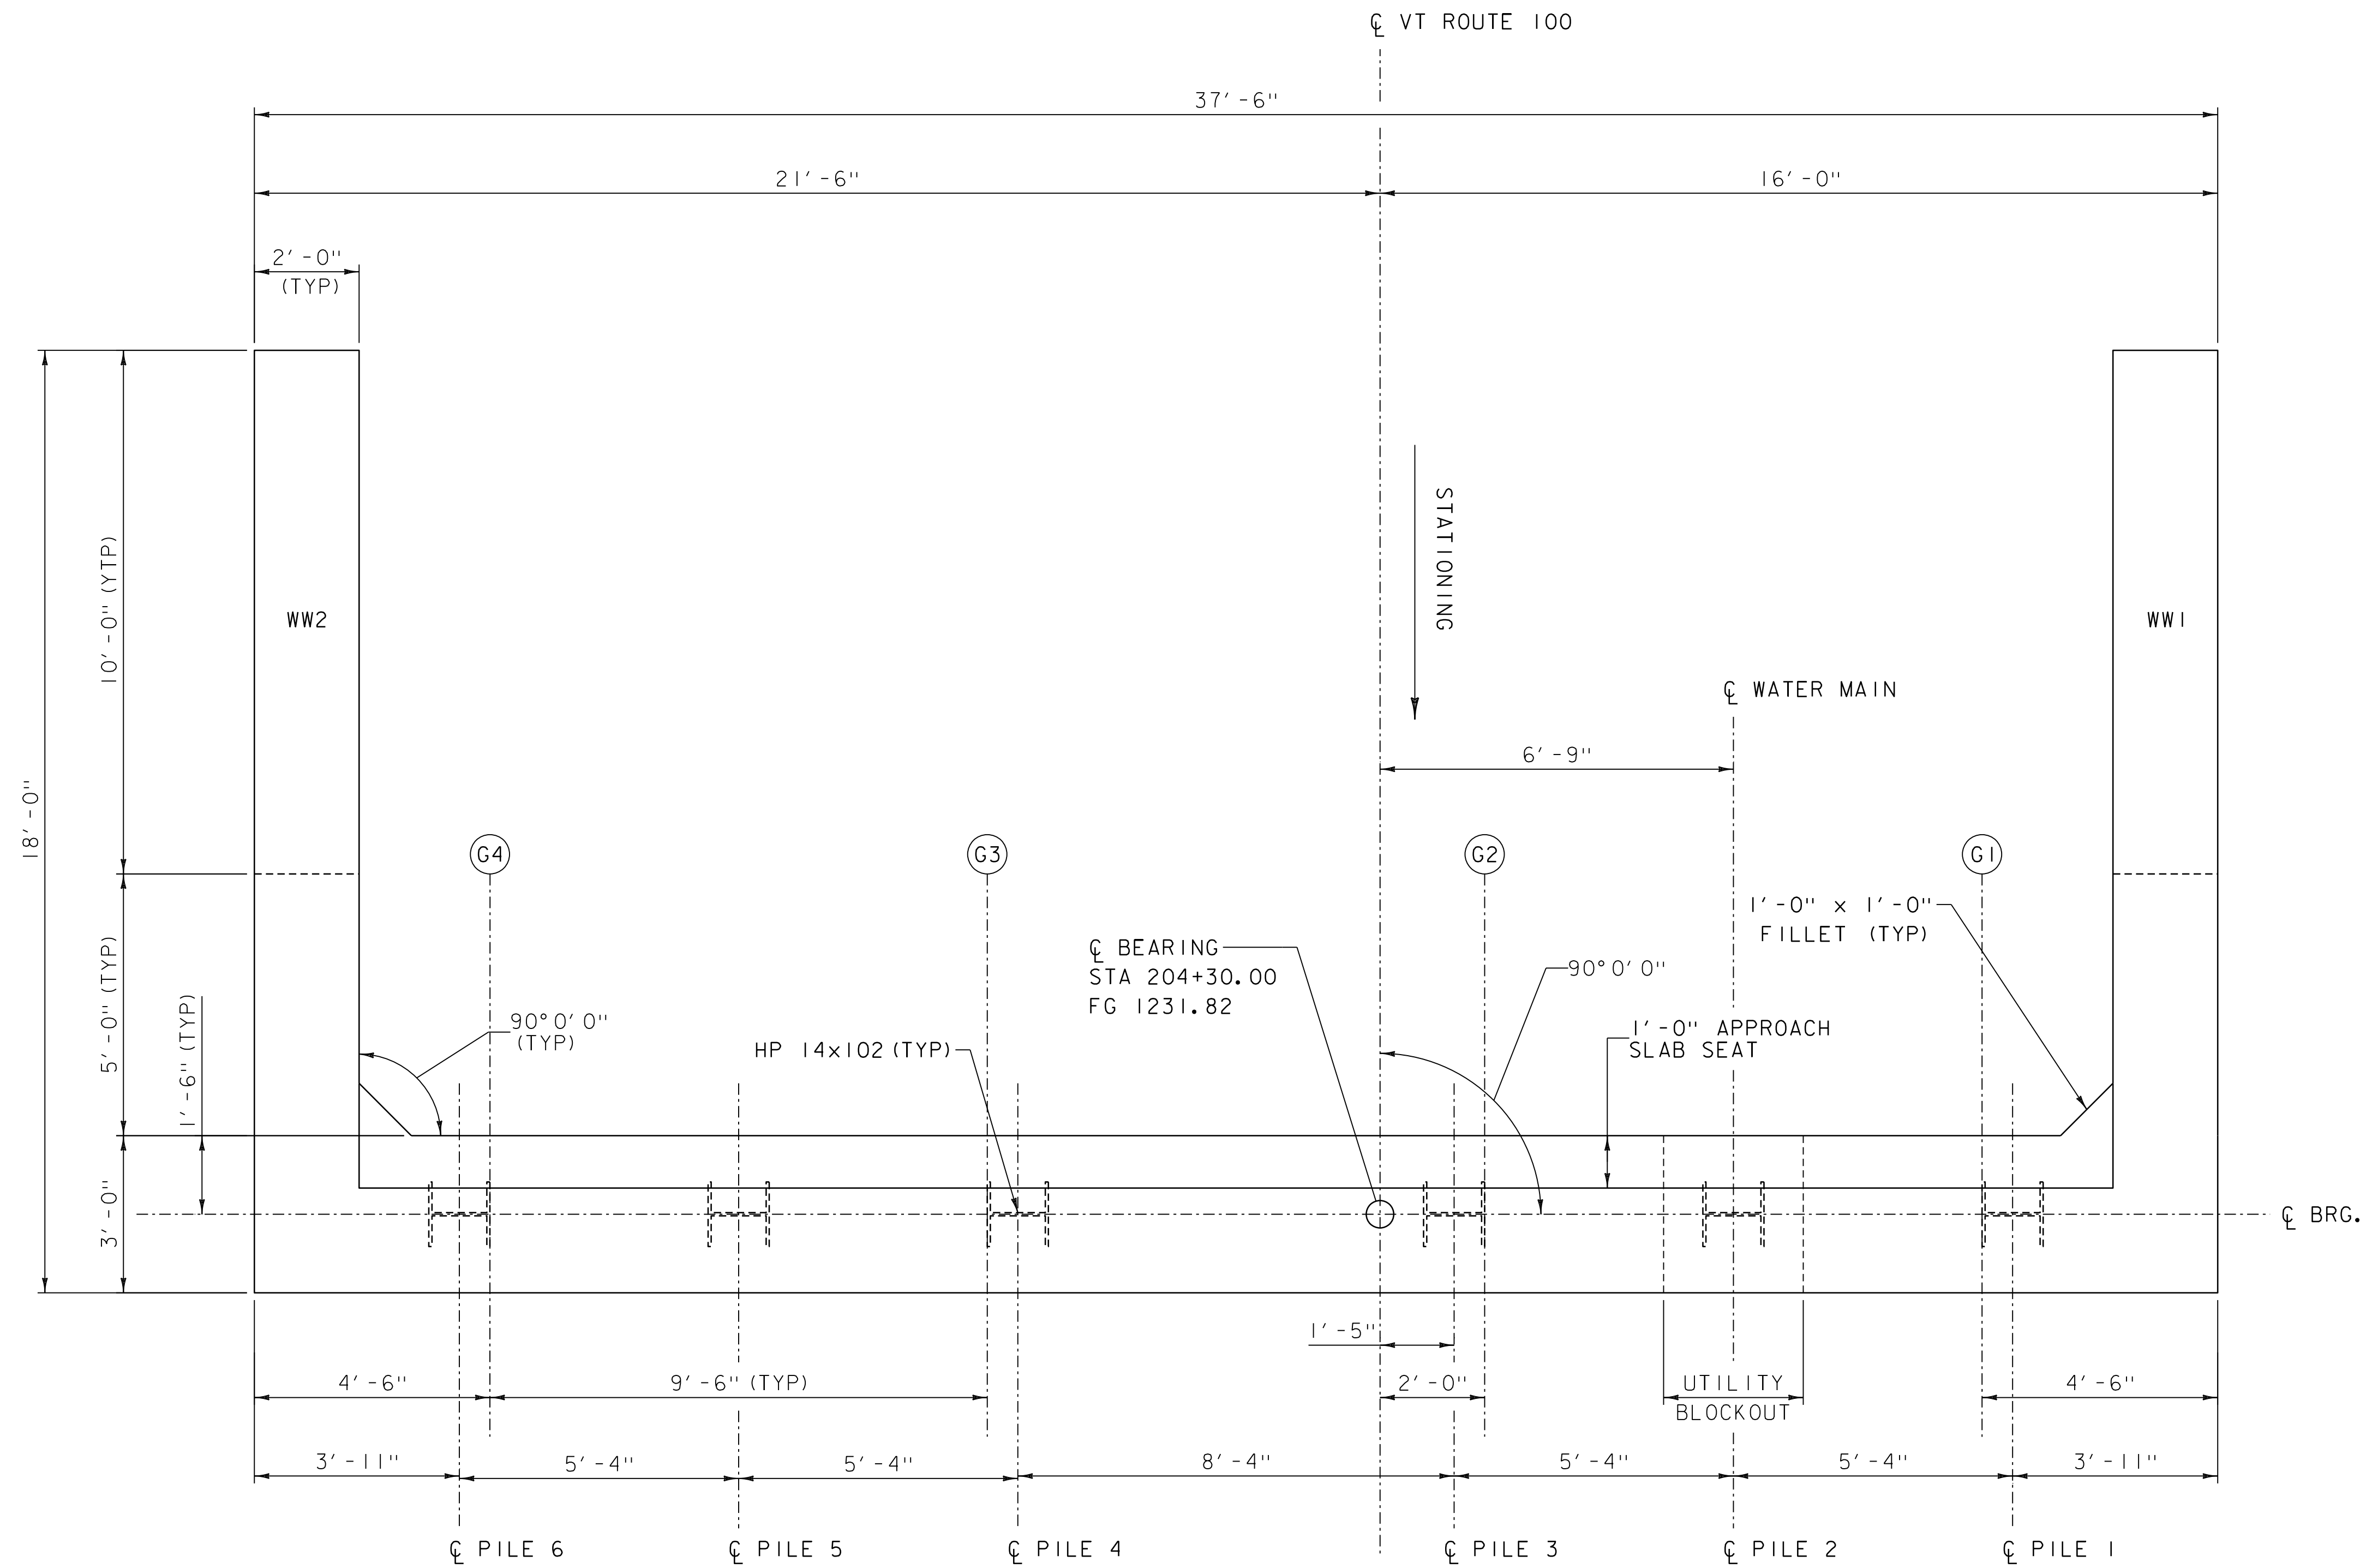 ℄ VT ROUTE 100
37'-6"
21'-6"
16'-0"
2'-0"
(TYP)
10'-0" (YTP)
18'-0"
5'-0" (TYP)
1'-6" (TYP)
3'-0"
WW2
WW1
STATIONING
℄ WATER MAIN
6'-9"
G4
G3
G2
G1
1'-0" x 1'-0"
FILLET (TYP)
℄ BEARING
STA 204+30.00
FG 1231.82
90°0'0"
90°0'0"
(TYP)
HP 14x102 (TYP)
1'-0" APPROACH
SLAB SEAT
℄ BRG.
1'-5"
4'-6"
9'-6" (TYP)
2'-0"
UTILITY
BLOCKOUT
4'-6"
3'-11"
5'-4"
5'-4"
8'-4"
5'-4"
5'-4"
3'-11"
℄ PILE 6
℄ PILE 5
℄ PILE 4
℄ PILE 3
℄ PILE 2
℄ PILE 1